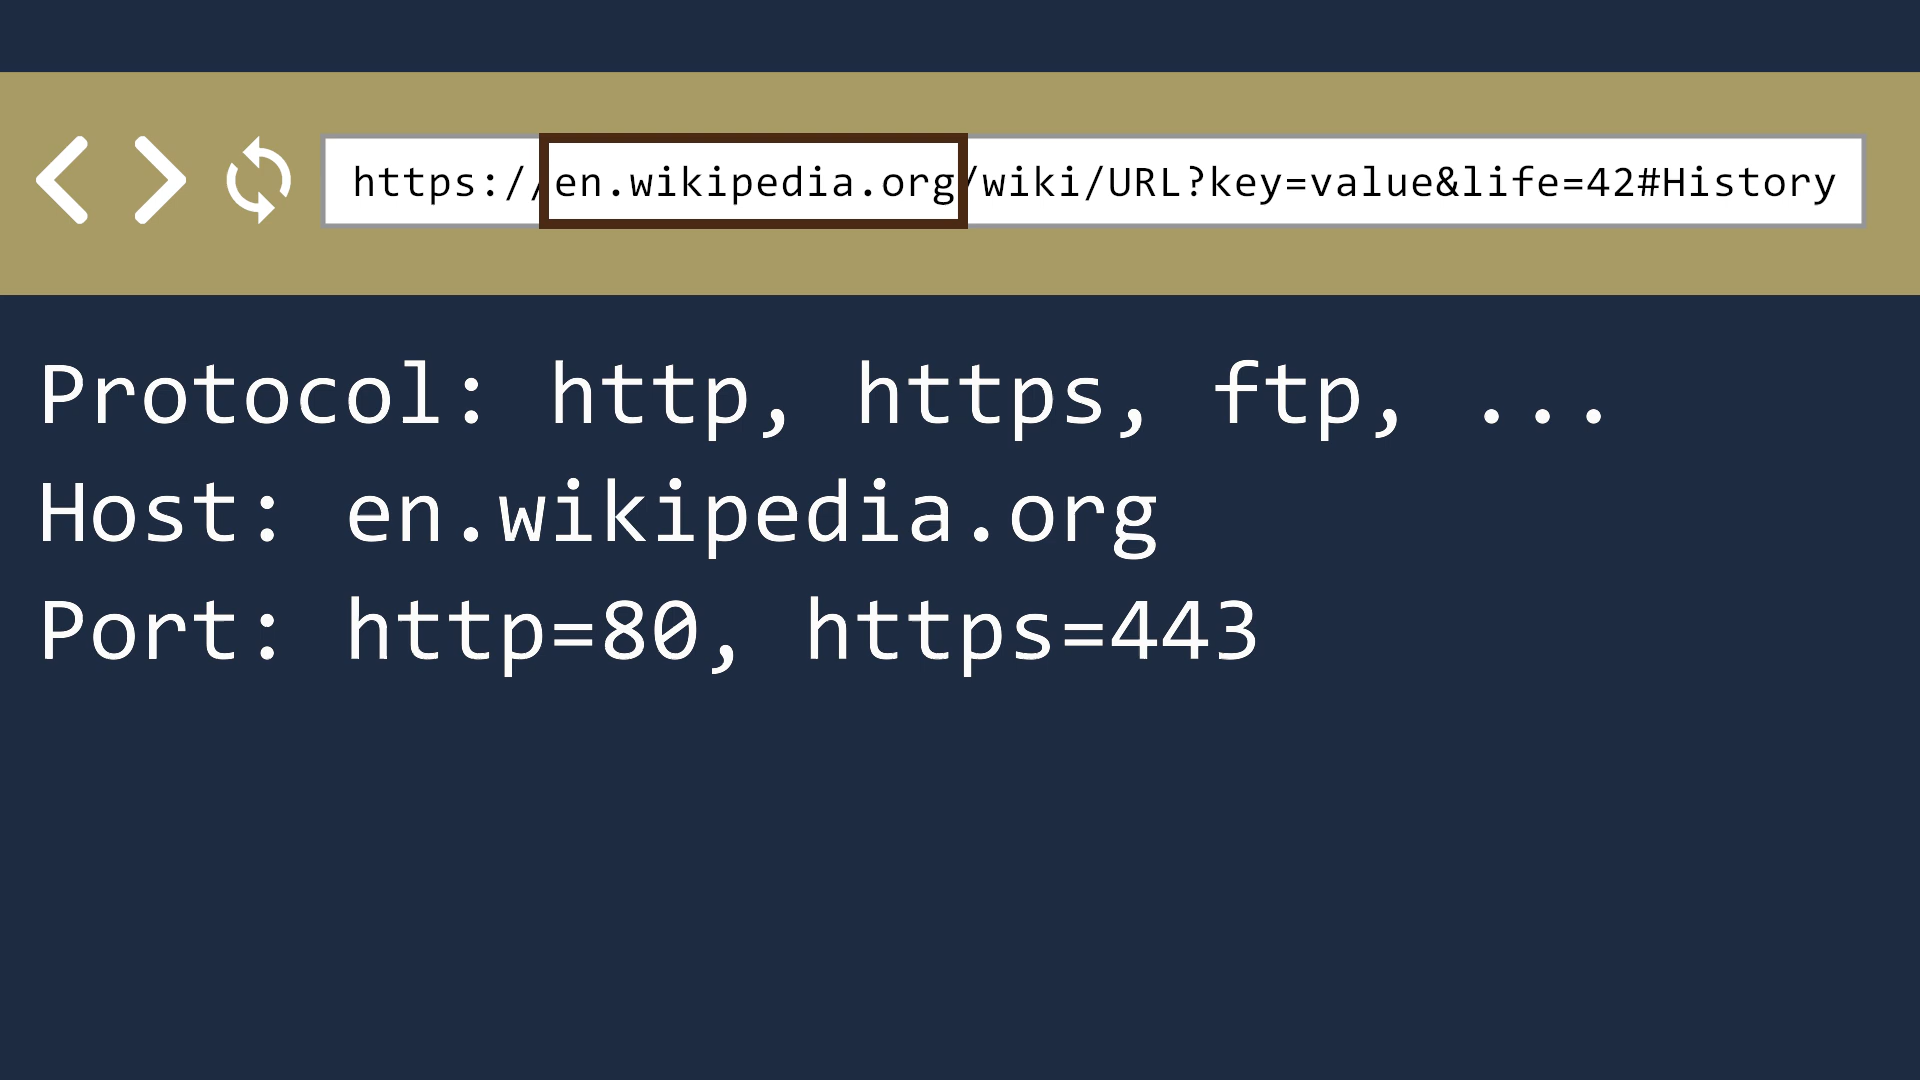 https://en.wikipedia.org/wiki/URL?key=value&life=42#History
Protocol: http, https, ftp, ...
Host: en.wikipedia.org
Port: http=80, https=443